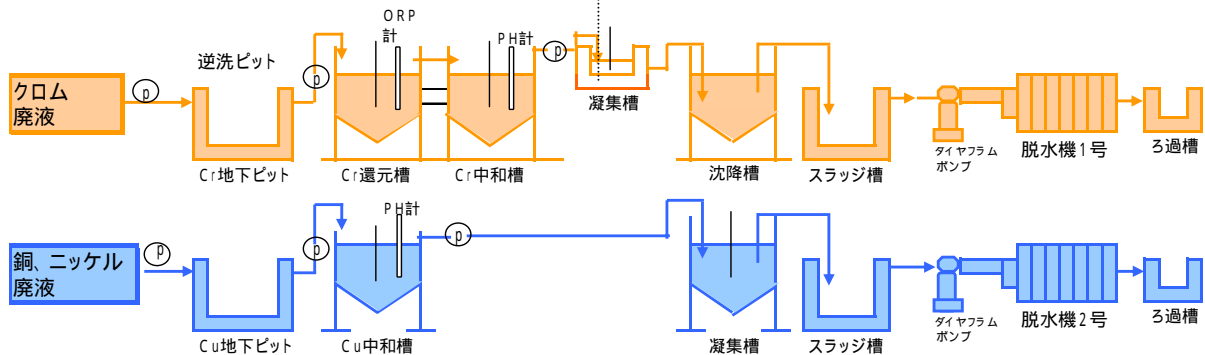 ORP
計
逆洗ピット
PH計
p
p
p
クロム
廃液
凝集槽
Cr地下ピット
Cr還元槽
Cr中和槽
沈降槽
スラッジ槽
ダイヤフラム
ポンプ
脱水機1号
ろ過槽
PH計
p
p
p
銅、ニッケル
廃液
Cu地下ピット
Cu中和槽
凝集槽
スラッジ槽
ダイヤフラム
ポンプ
脱水機2号
ろ過槽